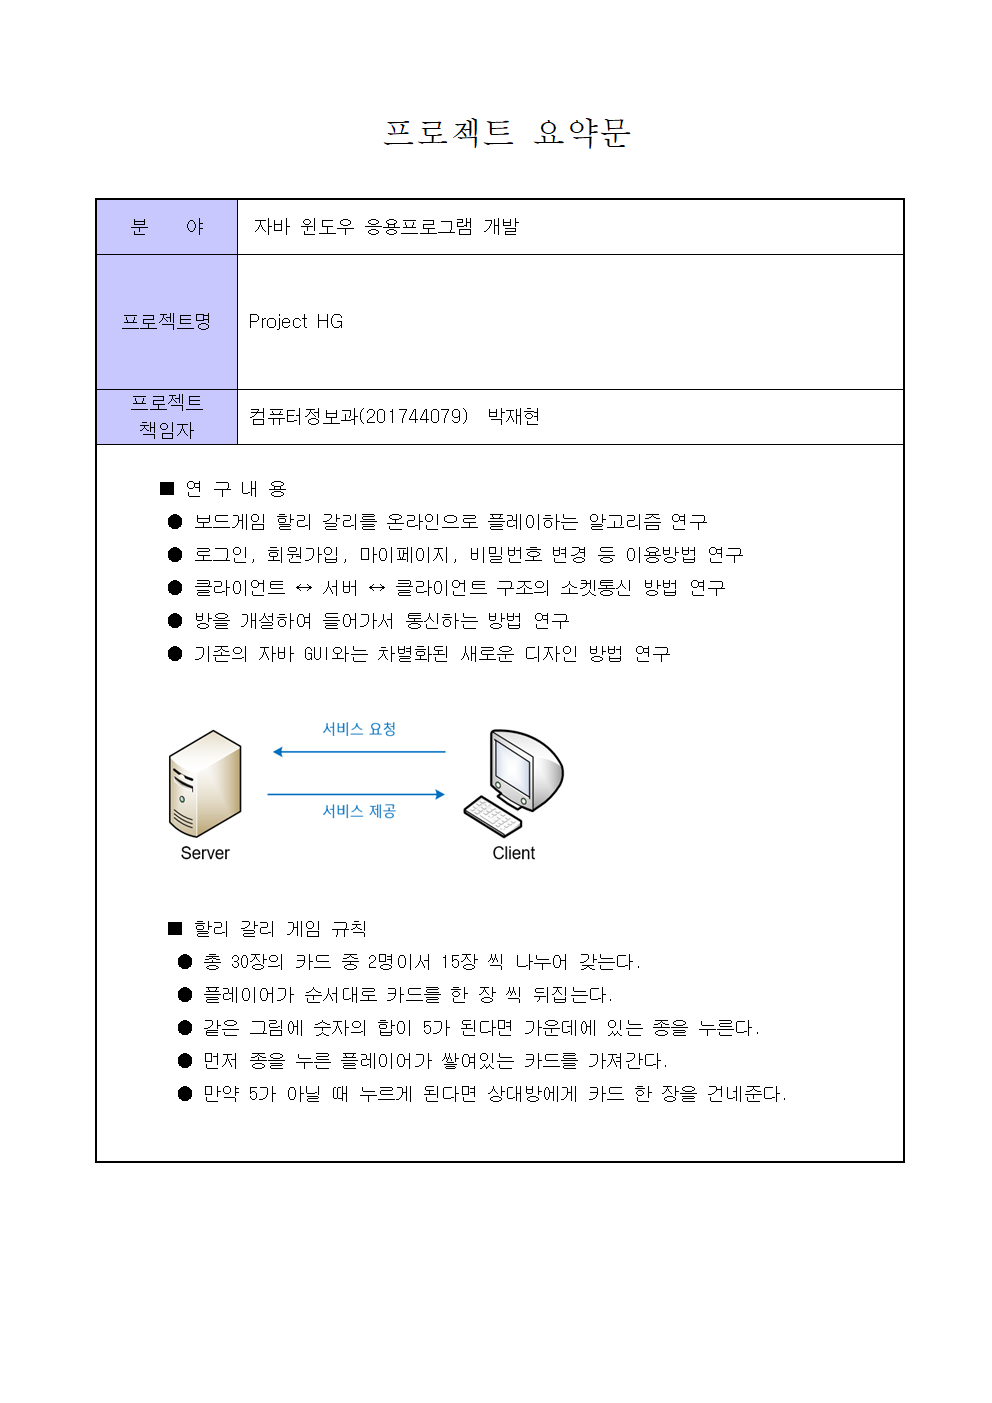 프로젝트 요약문
분 야
자바 윈도우 응용프로그램 개발
프로젝트명
Project HG
프로젝트
책임자
컴퓨터정보과(201744079) 박재현
■ 연 구 내 용
● 보드게임 할리 갈리를 온라인으로 플레이하는 알고리즘 연구
● 로그인, 회원가입, 마이페이지, 비밀번호 변경 등 이용방법 연구
● 클라이언트 ↔ 서버 ↔ 클라이언트 구조의 소켓통신 방법 연구
● 방을 개설하여 들어가서 통신하는 방법 연구
● 기존의 자바 GUI와는 차별화된 새로운 디자인 방법 연구
서비스 요청
서비스 제공
Server
Client
■ 할리 갈리 게임 규칙
● 총 30장의 카드 중 2명이서 15장 씩 나누어 갖는다.
● 플레이어가 순서대로 카드를 한 장 씩 뒤집는다.
● 같은 그림에 숫자의 합이 5가 된다면 가운데에 있는 종을 누른다.
● 먼저 종을 누른 플레이어가 쌓여있는 카드를 가져간다.
● 만약 5가 아닐 때 누르게 된다면 상대방에게 카드 한 장을 건네준다.